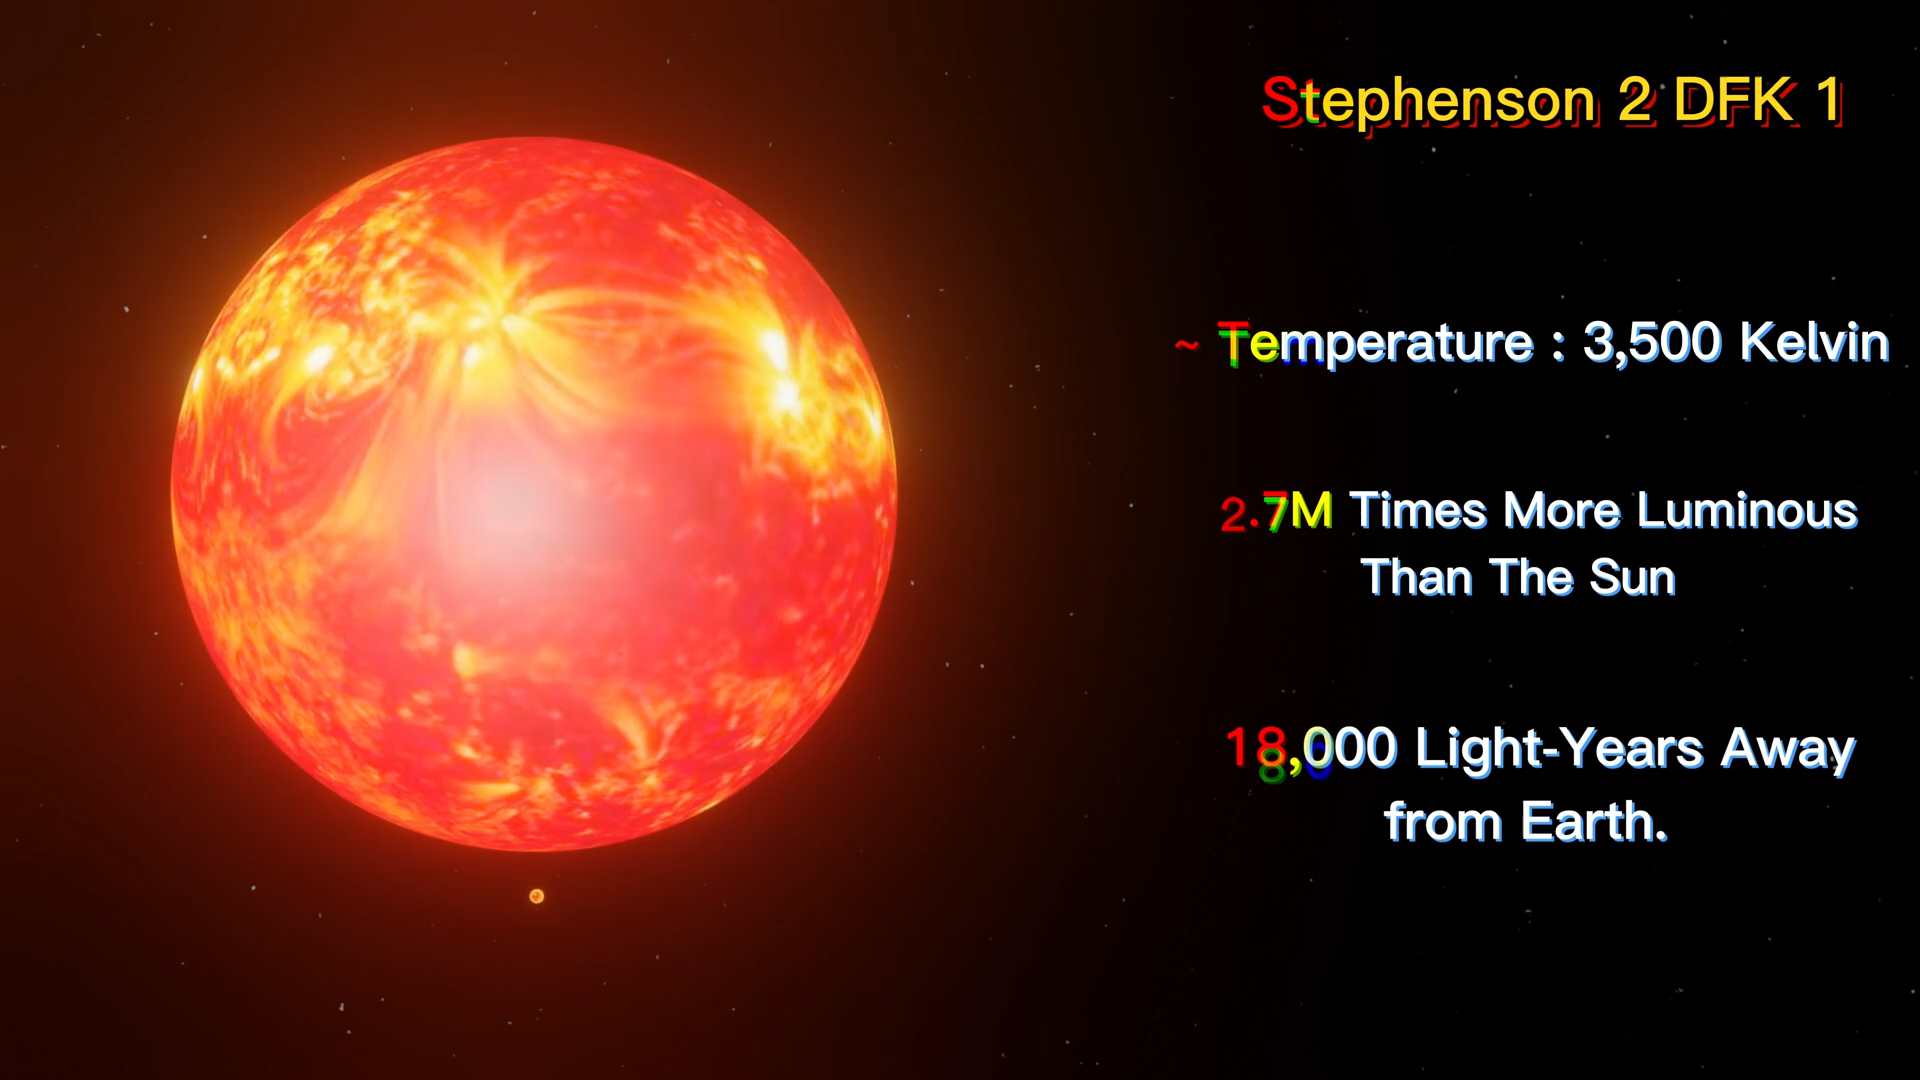 Stephenson 2 DFK 1
~ Temperature : 3,500 Kelvin
2.7M Times More Luminous
Than The Sun
18,000 Light-Years Away
from Earth.